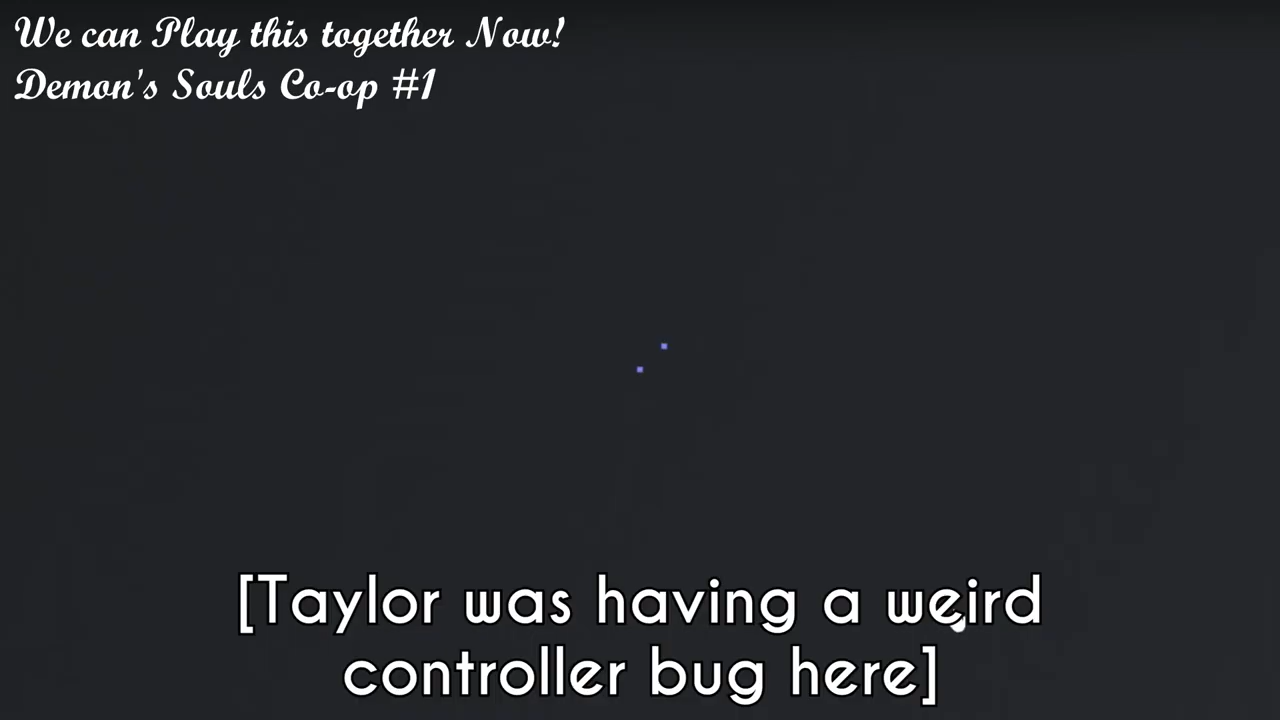 We can Play this together Now!
Demon's Souls Co-op #1
[Taylor was having a weird
controller bug here]